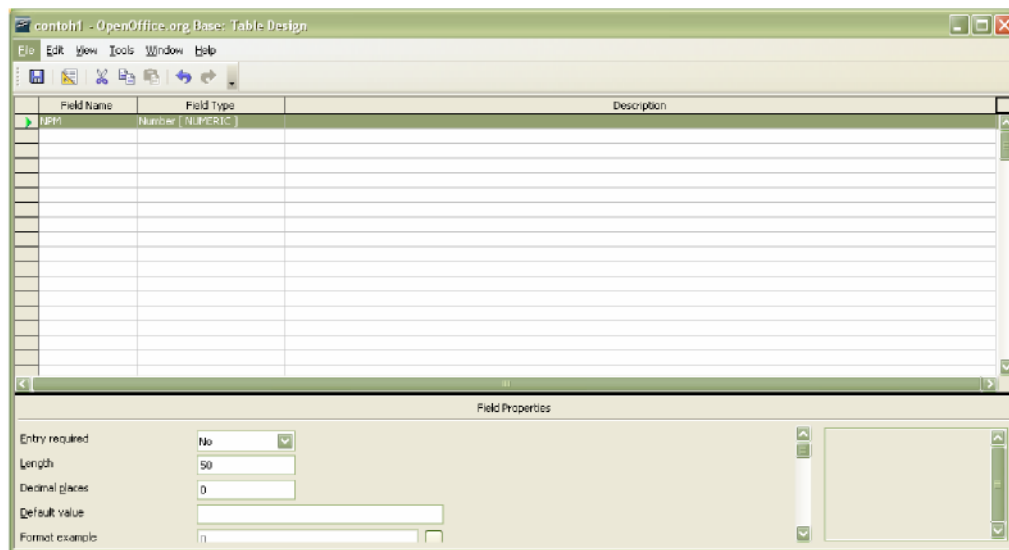 contoh1 - OpenOffice.org Base: Table Design
File Edit View Tools Window Help
Field Name Field Type Description
NPM Number [ NUMERIC ]
Field Properties
Entry required No
Length 50
Decimal places 0
Default value
Format example 0